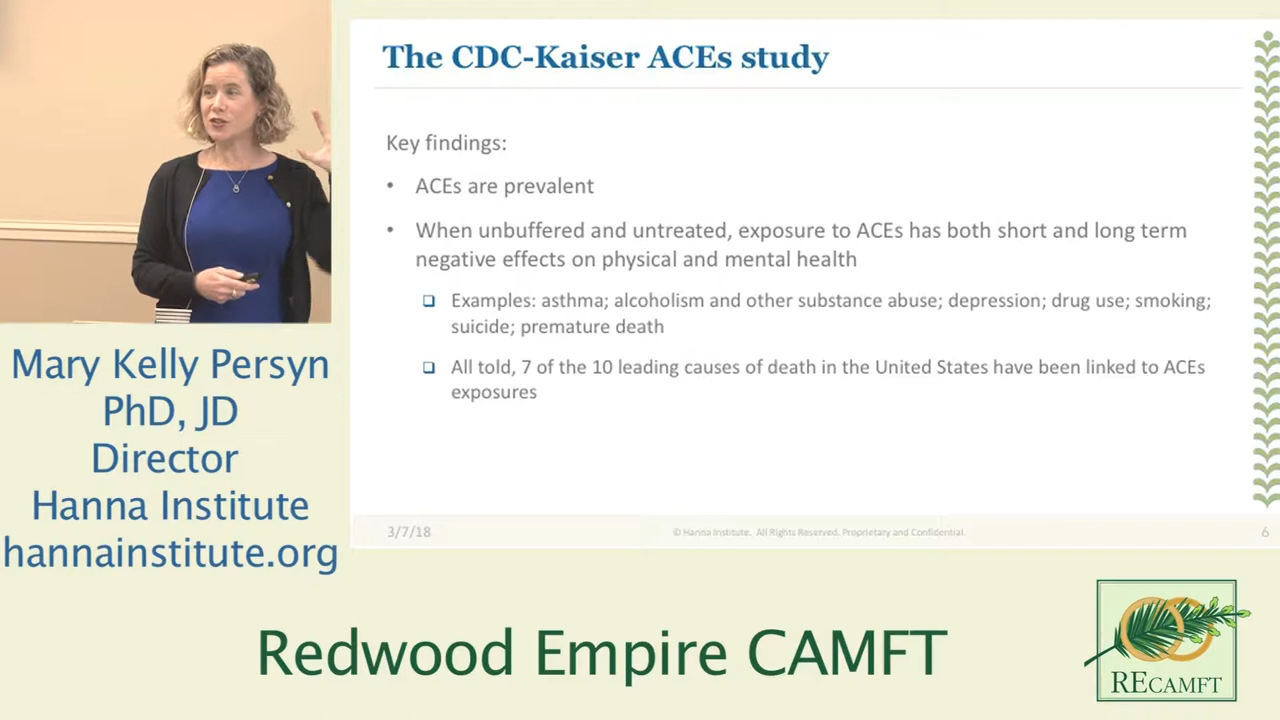 The CDC-Kaiser ACEs study
Key findings:
• ACEs are prevalent
• When unbuffered and untreated, exposure to ACEs has both short and long term
negative effects on physical and mental health
❑ Examples: asthma; alcoholism and other substance abuse; depression; drug use; smoking;
suicide; premature death
❑ All told, 7 of the 10 leading causes of death in the United States have been linked to ACEs
exposures
3/7/18
© Hanna Institute. All Rights Reserved. Proprietary and Confidential.
6
Mary Kelly Persyn
PhD, JD
Director
Hanna Institute
hannainstitute.org
Redwood Empire CAMFT
RECAMFT